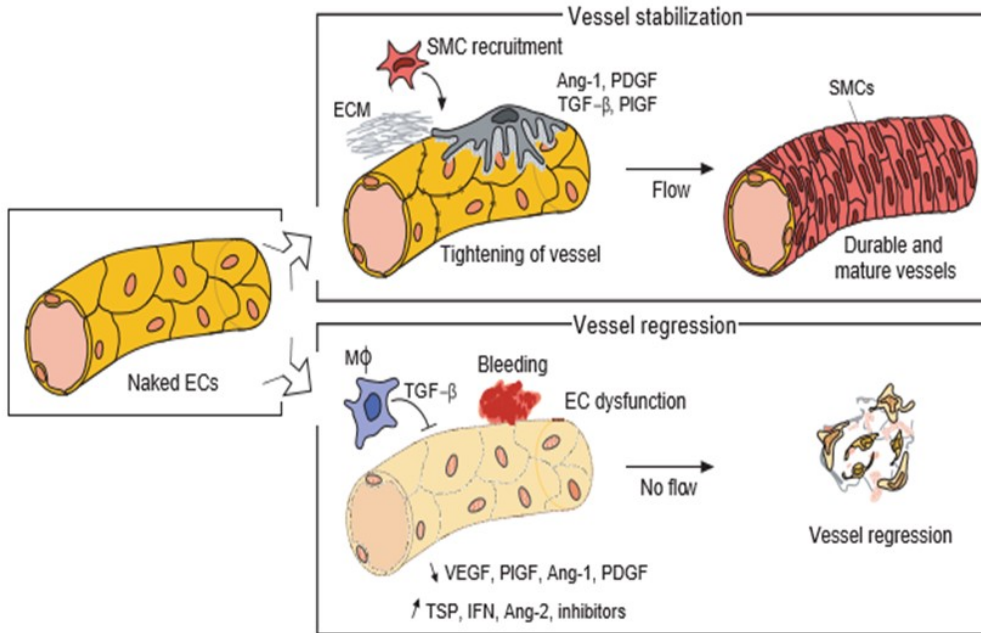 Vessel stabilization
SMC recruitment
ECM
Ang-1, PDGF
TGF-β, PlGF
Tightening of vessel
Flow
SMCs
Durable and
mature vessels
Naked ECs
Vessel regression
MΦ
TGF-β
Bleeding
EC dysfunction
No flow
Vessel regression
↘ VEGF, PlGF, Ang-1, PDGF
↗ TSP, IFN, Ang-2, inhibitors